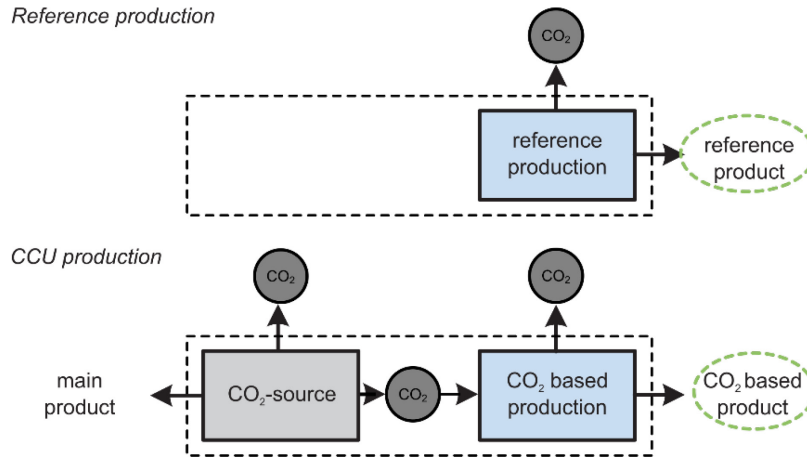 Reference production
CO₂
reference
production
reference
product
CCU production
CO₂
CO₂
main
product
CO₂-source
CO₂
CO₂ based
production
CO₂ based
product